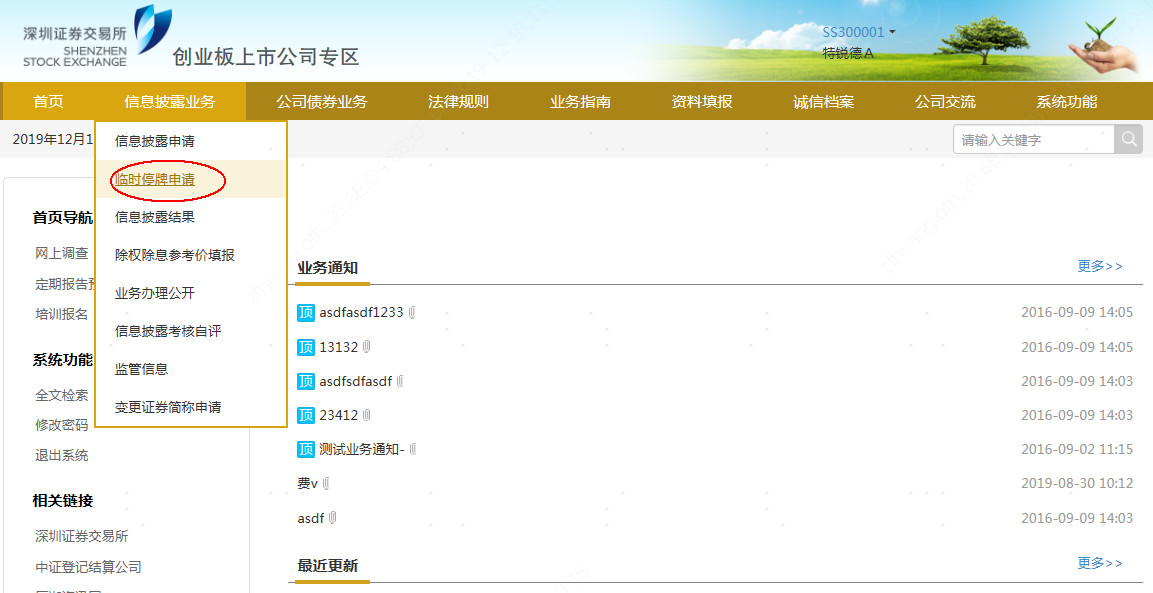 深圳证券交易所
SHENZHEN
STOCK EXCHANGE
创业板上市公司专区
SS300001
特锐德A
首页 信息披露业务 公司债券业务 法律规则 业务指南 资料填报 诚信档案 公司交流 系统功能
2019年12月1
请输入关键字
信息披露申请
临时停牌申请
信息披露结果
除权除息参考价填报
业务办理公开
信息披露考核自评
监管信息
变更证券简称申请
首页导航
网上调查
定期报告预
培训报名
系统功能
全文检索
修改密码
退出系统
相关链接
深圳证券交易所
中证登记结算公司
业务通知 更多>>
顶 asdfasdf1233 2016-09-09 14:05
顶 13132 2016-09-09 14:05
顶 asdfsdfasdf 2016-09-09 14:03
顶 23412 2016-09-09 14:03
顶 测试业务通知- 2016-09-02 11:15
费v 2019-08-30 10:12
asdf 2016-09-09 14:03
最近更新 更多>>